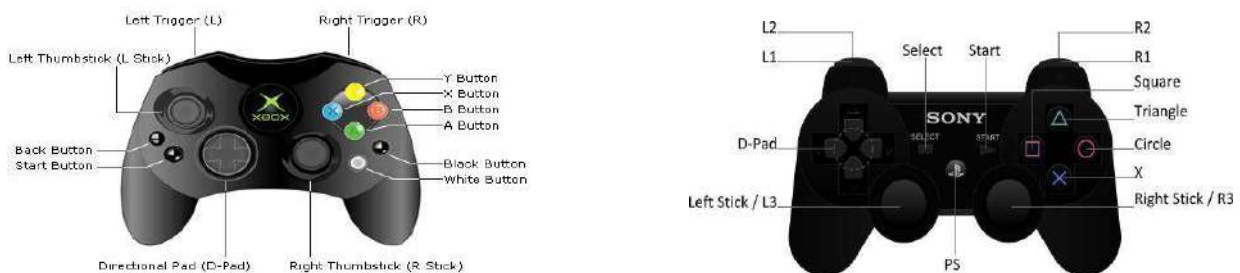 Left Trigger (L)
Right Trigger (R)
Left Thumbstick (L Stick)
Y Button
X Button
B Button
A Button
XBOX
X
B
A
Back Button
Start Button
Black Button
White Button
Directional Pad (D-Pad)
Right Thumbstick (R Stick)
L2
R2
L1
Select
Start
R1
Square
SONY
Triangle
SELECT
START
D-Pad
Circle
X
Left Stick / L3
Right Stick / R3
PS